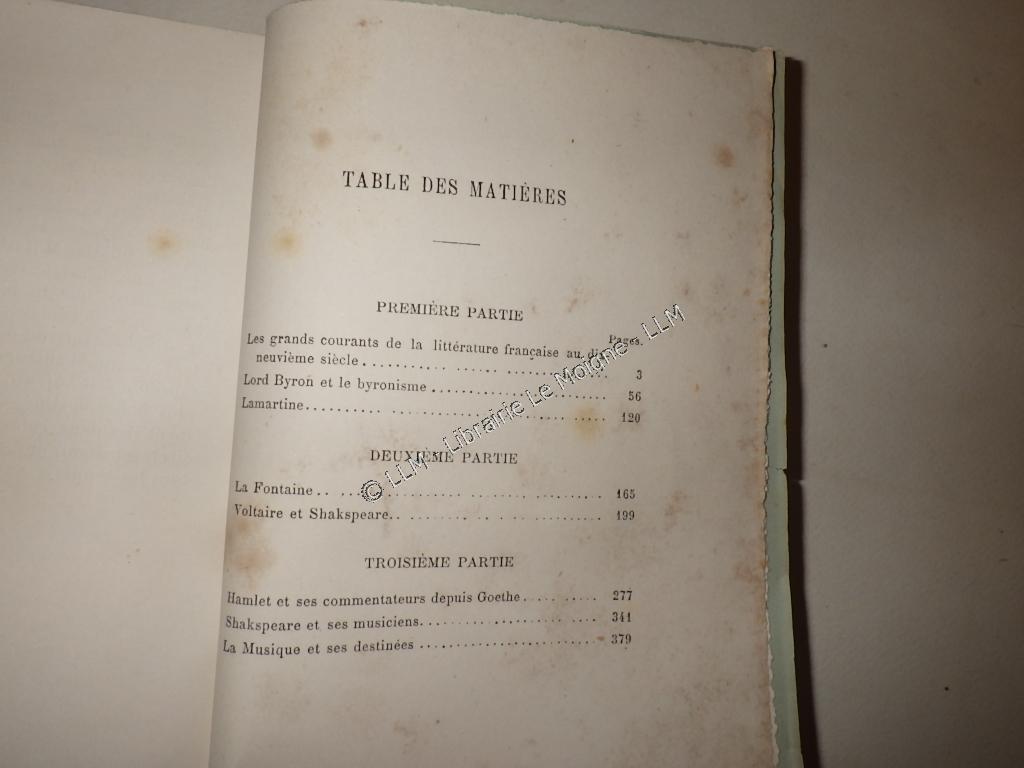 TABLE DES MATIÈRES
PREMIÈRE PARTIE
Pages.
Les grands courants de la littérature française au dix-
neuvième siècle 3
Lord Byron et le byronisme 56
Lamartine 120
DEUXIÈME PARTIE
La Fontaine 165
Voltaire et Shakspeare 199
TROISIÈME PARTIE
Hamlet et ses commentateurs depuis Goethe 277
Shakspeare et ses musiciens 341
La Musique et ses destinées 379
© LLM - Librairie Le Moigne - LLM